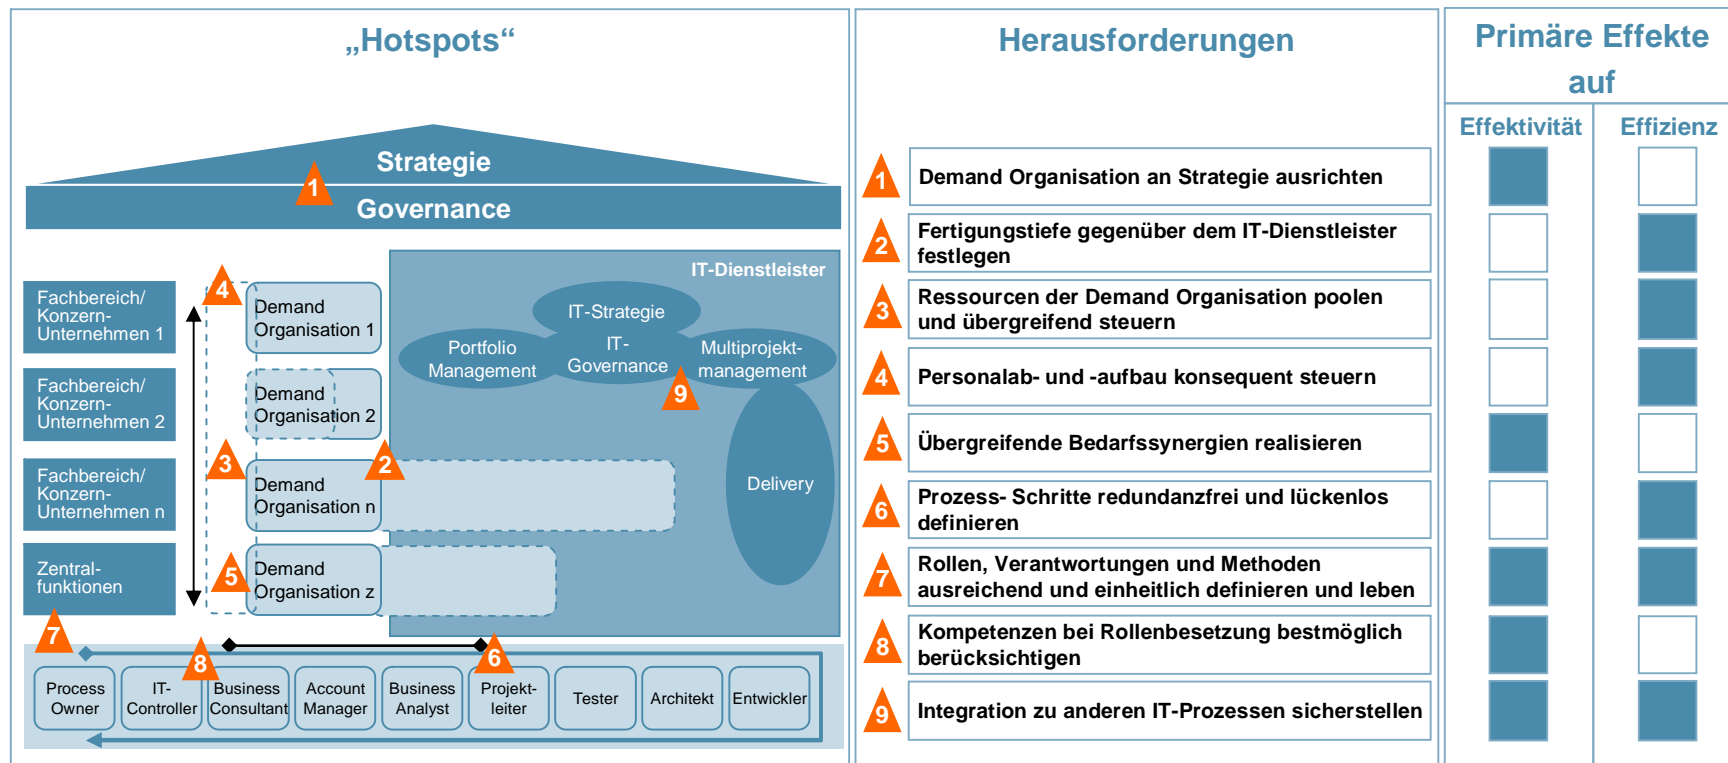 „Hotspots“
Strategie
1
Governance
IT-Dienstleister
Fachbereich/
Konzern-
Unternehmen 1
4
Demand
Organisation 1
IT-Strategie
Portfolio
Management
IT-
Governance
Multiprojekt-
management
9
Fachbereich/
Konzern-
Unternehmen 2
Demand
Organisation 2
Fachbereich/
Konzern-
Unternehmen n
3
Demand
Organisation n
2
Delivery
Zentral-
funktionen
5
Demand
Organisation z
7
8
6
Process
Owner
IT-
Controller
Business
Consultant
Account
Manager
Business
Analyst
Projekt-
leiter
Tester
Architekt
Entwickler
Herausforderungen
1
Demand Organisation an Strategie ausrichten
2
Fertigungstiefe gegenüber dem IT-Dienstleister
festlegen
3
Ressourcen der Demand Organisation poolen
und übergreifend steuern
4
Personalab- und -aufbau konsequent steuern
5
Übergreifende Bedarfssynergien realisieren
6
Prozess- Schritte redundanzfrei und lückenlos
definieren
7
Rollen, Verantwortungen und Methoden
ausreichend und einheitlich definieren und leben
8
Kompetenzen bei Rollenbesetzung bestmöglich
berücksichtigen
9
Integration zu anderen IT-Prozessen sicherstellen
Primäre Effekte
auf
Effektivität
Effizienz